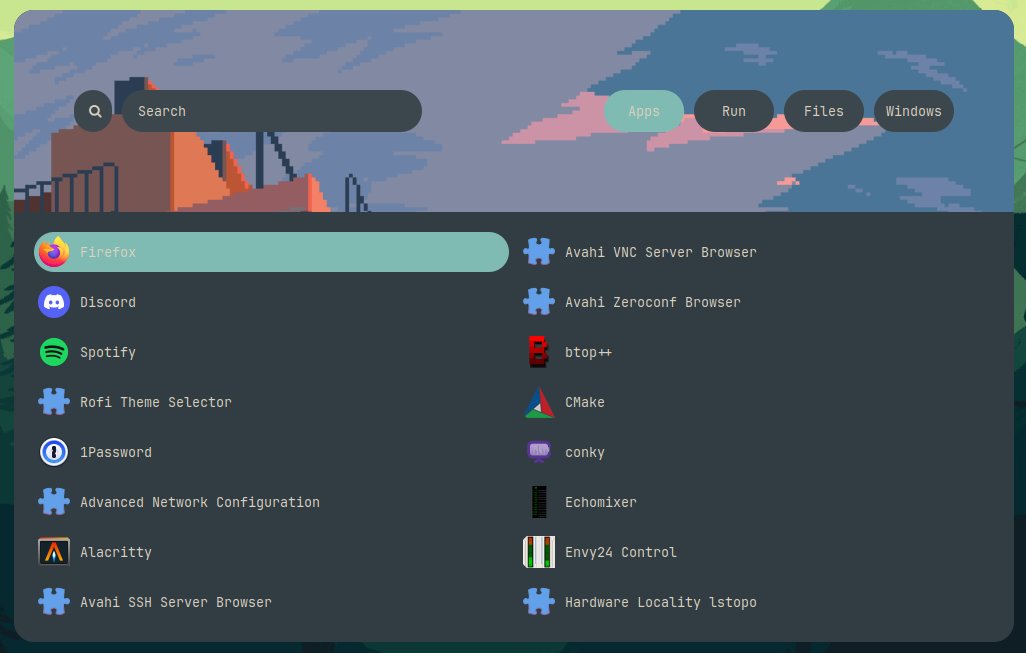 Search
Apps
Run
Files
Windows
Firefox
Discord
Spotify
Rofi Theme Selector
1Password
Advanced Network Configuration
Alacritty
Avahi SSH Server Browser
Avahi VNC Server Browser
Avahi Zeroconf Browser
btop++
CMake
conky
Echomixer
Envy24 Control
Hardware Locality lstopo